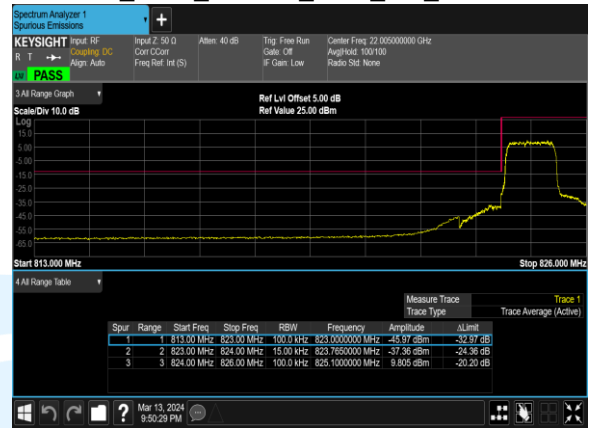 Spectrum Analyzer 1
Spurious Emissions
KEYSIGHT Input: RF Input Z: 50 Ω Atten: 40 dB Trig: Free Run Center Freq: 22.005000000 GHz
R T Coupling: DC Corr CCorr Gate: Off Avg|Hold: 100/100
Align: Auto Freq Ref: Int (S) IF Gain: Low Radio Std: None
PASS
3 All Range Graph
Ref Lvl Offset 5.00 dB
Scale/Div 10.0 dB Ref Value 25.00 dBm
Log
15.0
5.00
-5.00
-15.0
-25.0
-35.0
-45.0
-55.0
-65.0
Start 813.000 MHz Stop 826.000 MHz
4 All Range Table
Measure Trace Trace 1
Trace Type Trace Average (Active)
Spur Range Start Freq Stop Freq RBW Frequency Amplitude ΔLimit
1 1 813.00 MHz 823.00 MHz 100.0 kHz 823.0000000 MHz -45.97 dBm -32.97 dB
2 2 823.00 MHz 824.00 MHz 15.00 kHz 823.7650000 MHz -37.36 dBm -24.36 dB
3 3 824.00 MHz 826.00 MHz 100.0 kHz 825.1000000 MHz 9.805 dBm -20.20 dB
Mar 13, 2024
9:50:29 PM